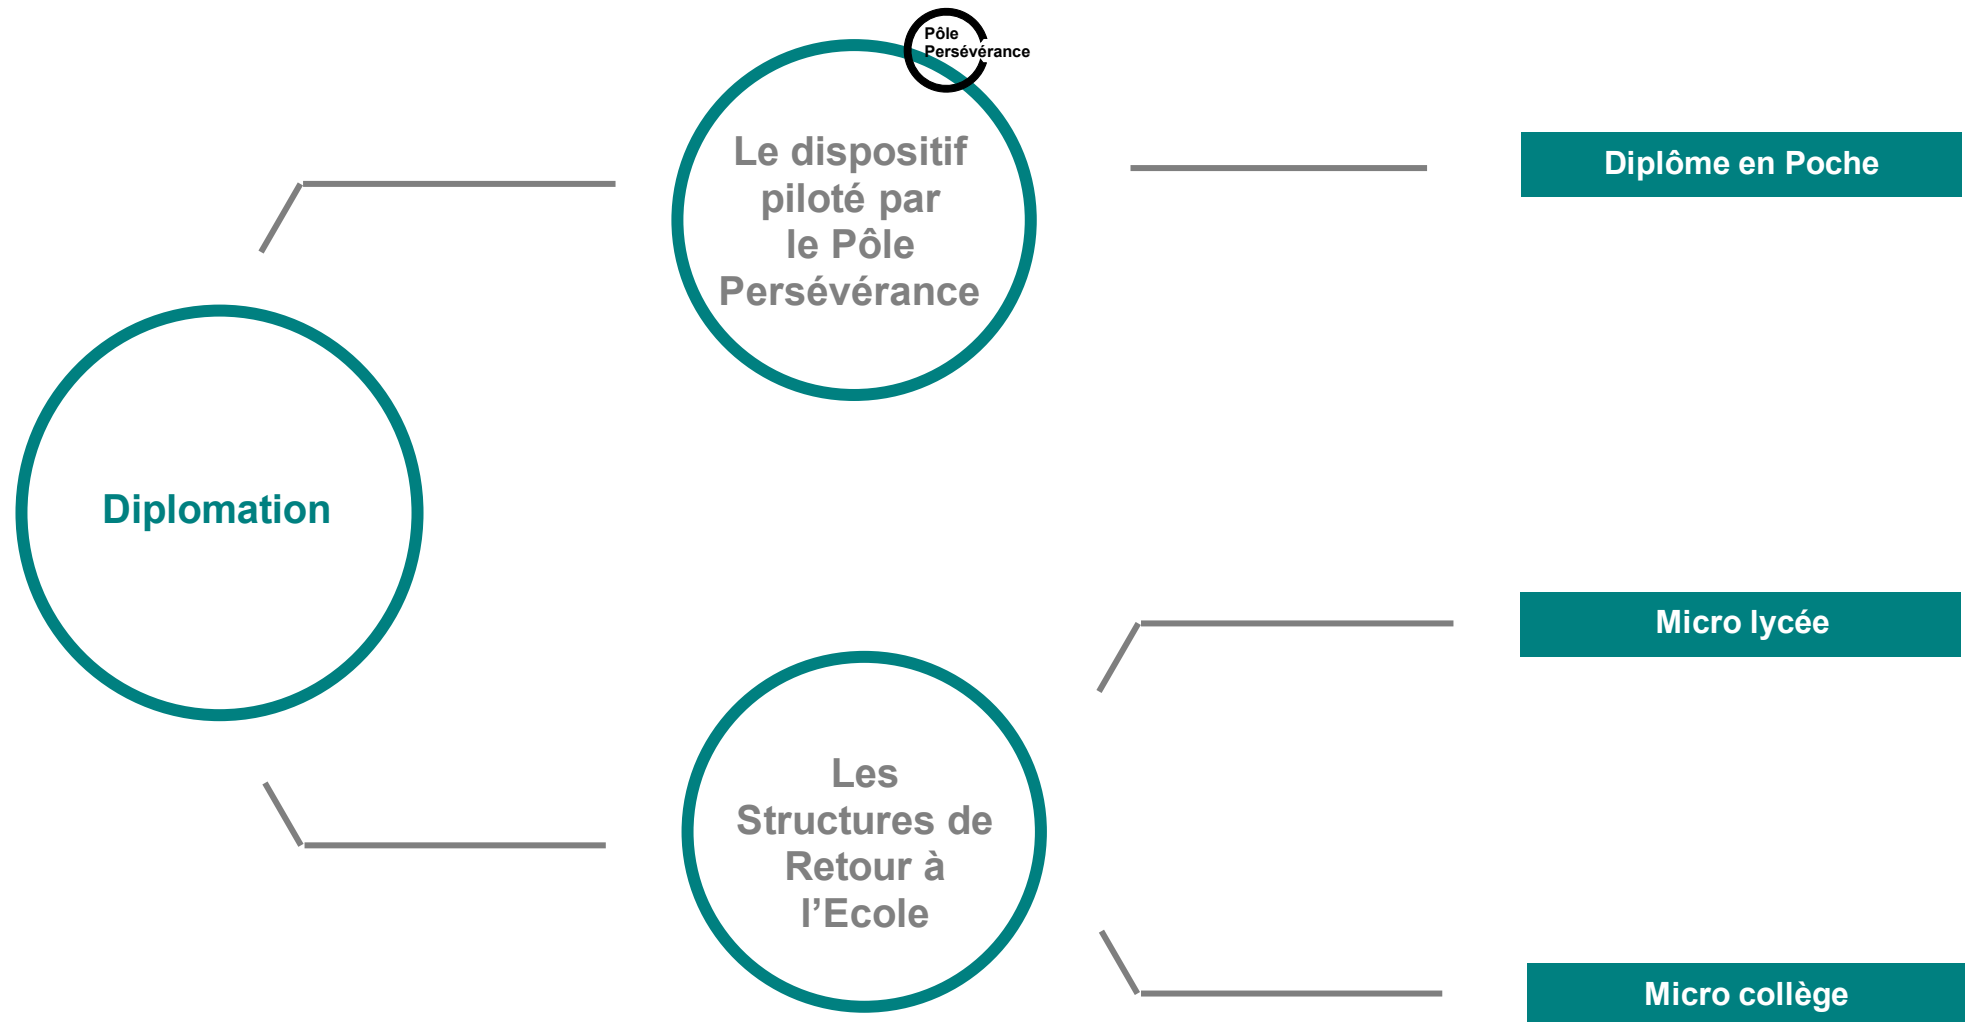 Pôle
Persévérance
Le dispositif
piloté par
le Pôle
Persévérance
Diplôme en Poche
Diplomation
Micro lycée
Les
Structures de
Retour à
l’Ecole
Micro collège